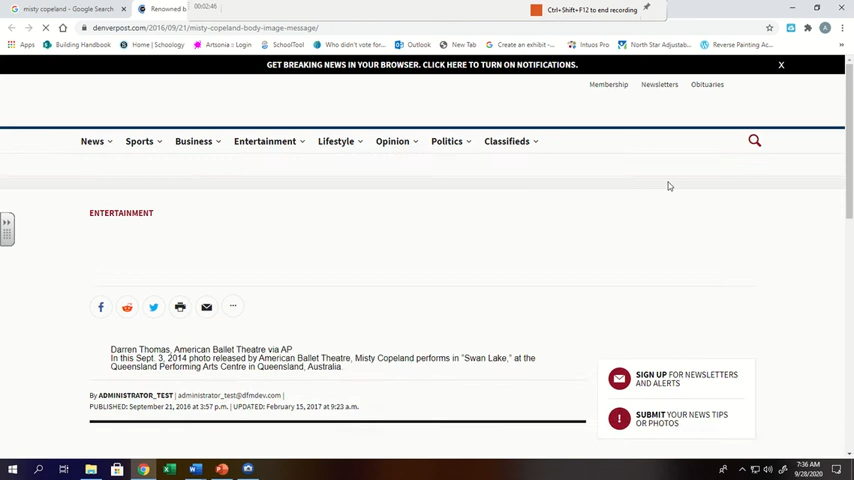 misty copeland - Google Search
Renowned b
00:02:46
Ctrl+Shift+F12 to end recording
denverpost.com/2016/09/21/misty-copeland-body-image-message/
Apps
Building Handbook
Home | Schoology
Artsonia :: Login
SchoolTool
Who didn't vote for...
Outlook
New Tab
Create an exhibit -...
Intuos Pro
North Star Adjustab...
Reverse Painting Ac...
GET BREAKING NEWS IN YOUR BROWSER. CLICK HERE TO TURN ON NOTIFICATIONS.
X
Membership
Newsletters
Obituaries
News
Sports
Business
Entertainment
Lifestyle
Opinion
Politics
Classifieds
ENTERTAINMENT
Darren Thomas, American Ballet Theatre via AP
In this Sept. 3, 2014 photo released by American Ballet Theatre, Misty Copeland performs in "Swan Lake," at the
Queensland Performing Arts Centre in Queensland, Australia.
By ADMINISTRATOR_TEST | administrator_test@dfmdev.com |
PUBLISHED: September 21, 2016 at 3:57 p.m. | UPDATED: February 15, 2017 at 9:23 a.m.
SIGN UP FOR NEWSLETTERS
AND ALERTS
SUBMIT YOUR NEWS TIPS
OR PHOTOS
7:36 AM
9/28/2020